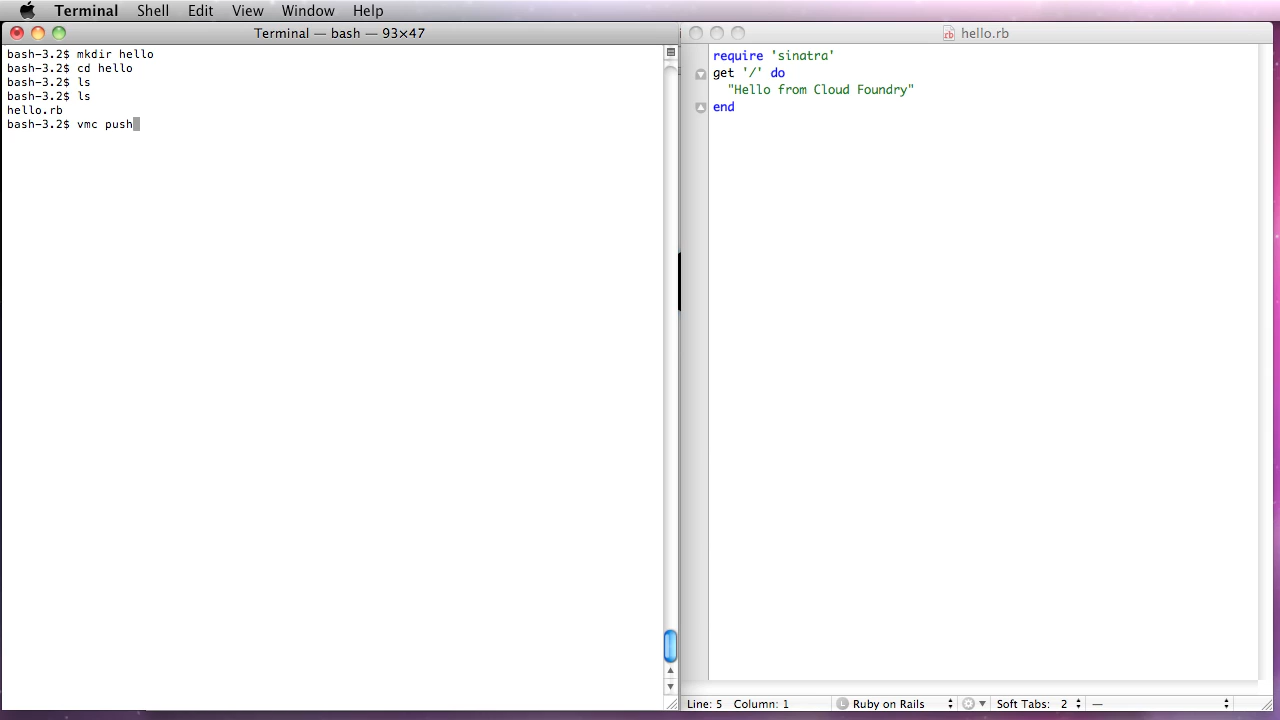 Terminal Shell Edit View Window Help
Terminal — bash — 93×47
bash-3.2$ mkdir hello
bash-3.2$ cd hello
bash-3.2$ ls
bash-3.2$ ls
hello.rb
bash-3.2$ vmc push
hello.rb
require 'sinatra'
get '/' do
"Hello from Cloud Foundry"
end
Line: 5 Column: 1 L Ruby on Rails Soft Tabs: 2 —